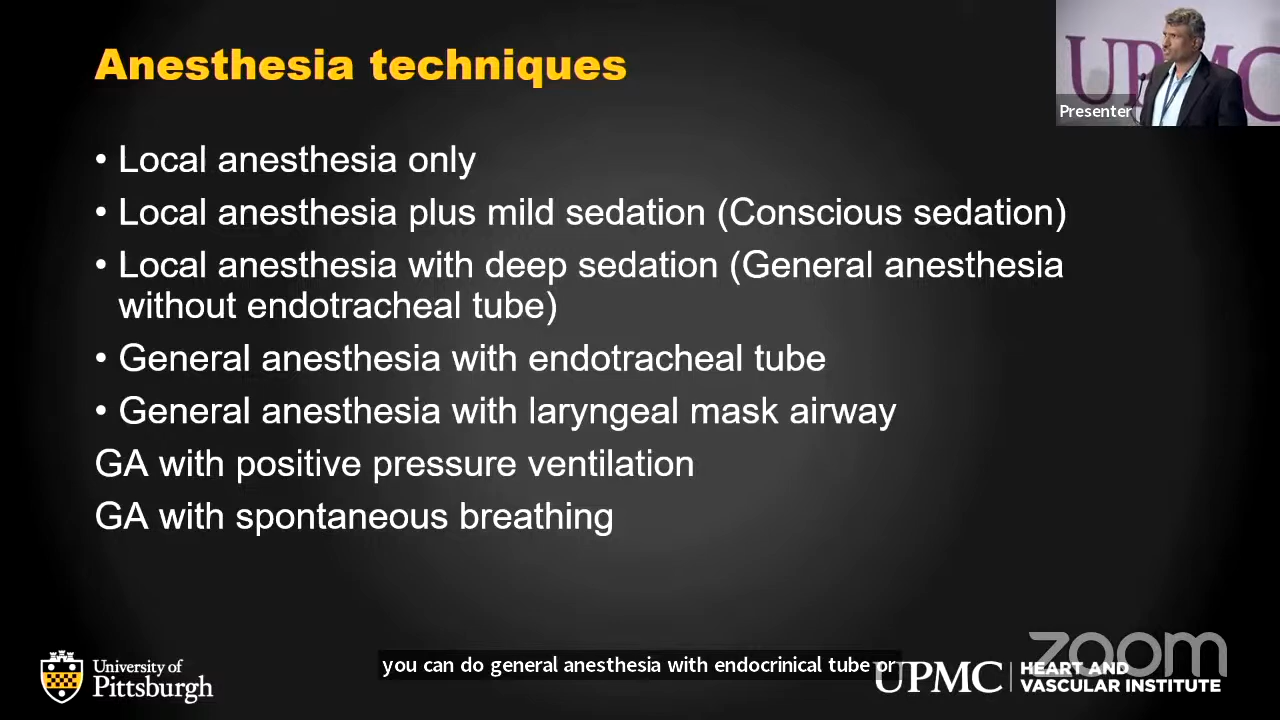 Anesthesia techniques
UPMC
Presenter
• Local anesthesia only
• Local anesthesia plus mild sedation (Conscious sedation)
• Local anesthesia with deep sedation (General anesthesia
without endotracheal tube)
• General anesthesia with endotracheal tube
• General anesthesia with laryngeal mask airway
GA with positive pressure ventilation
GA with spontaneous breathing
University of
Pittsburgh
you can do general anesthesia with endocrinical tube or
zoom
UPMC
HEART AND
VASCULAR INSTITUTE